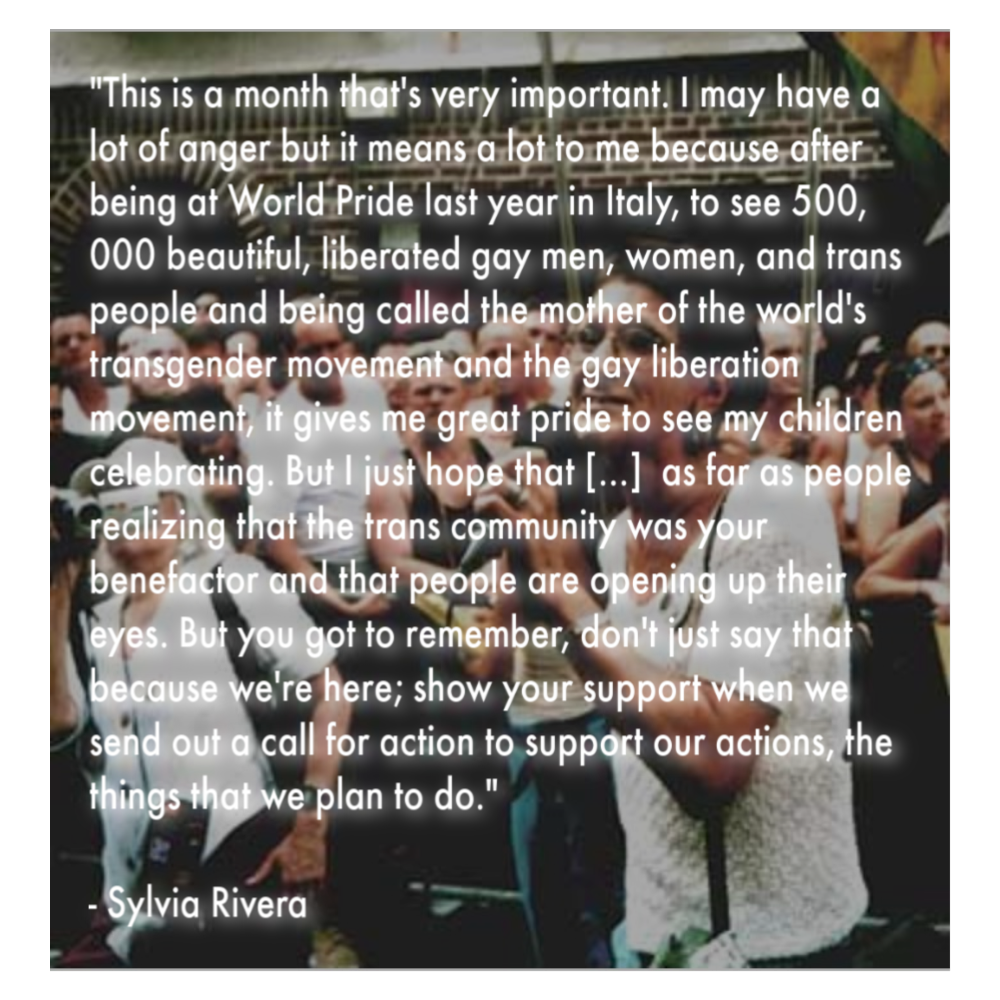 "This is a month that's very important. I may have a
lot of anger but it means a lot to me because after
being at World Pride last year in Italy, to see 500,
000 beautiful, liberated gay men, women, and trans
people and being called the mother of the world's
transgender movement and the gay liberation
movement, it gives me great pride to see my children
celebrating. But I just hope that [...] as far as people
realizing that the trans community was your
benefactor and that people are opening up their
eyes. But you got to remember, don't just say that
because we're here; show your support when we
send out a call for action to support our actions, the
things that we plan to do."
- Sylvia Rivera